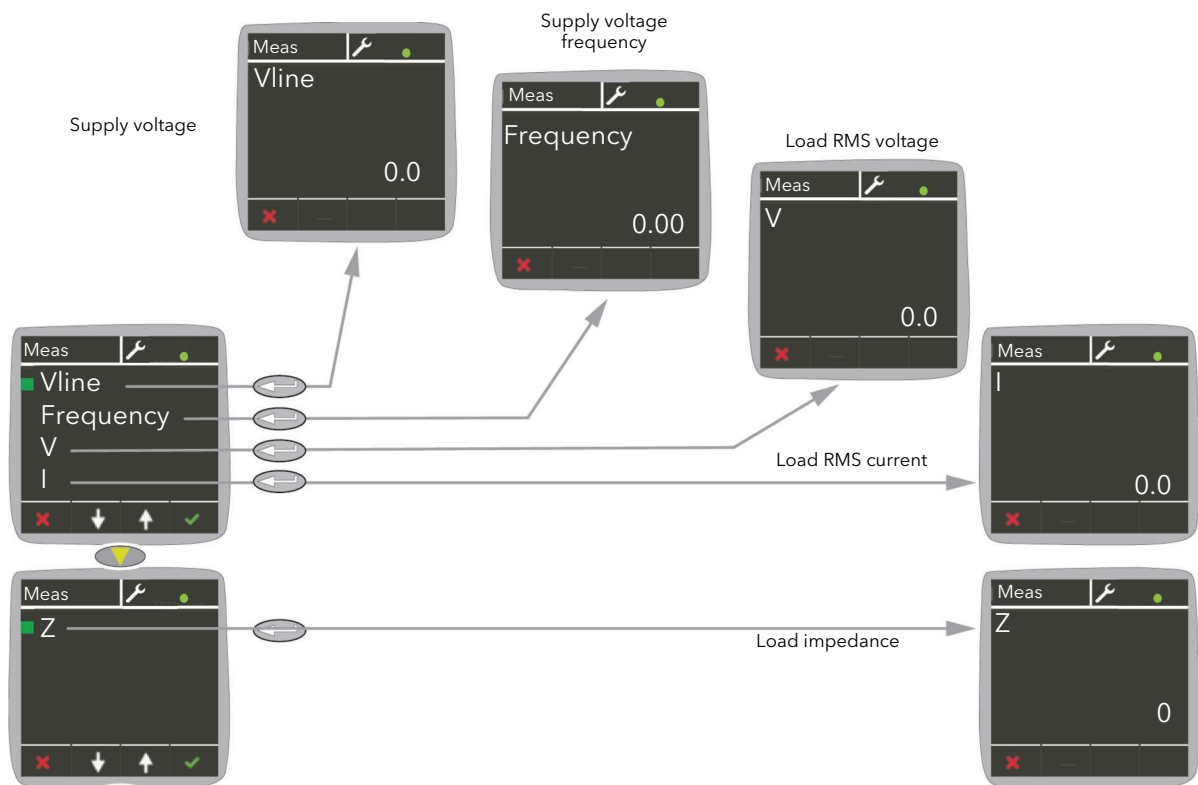 Supply voltage
Meas
Vline
0.0
Supply voltage
frequency
Meas
Frequency
0.00
Load RMS voltage
Meas
V
0.0
Meas
Vline
Frequency
V
I
Load RMS current
Meas
I
0.0
Meas
Z
Load impedance
Meas
Z
0